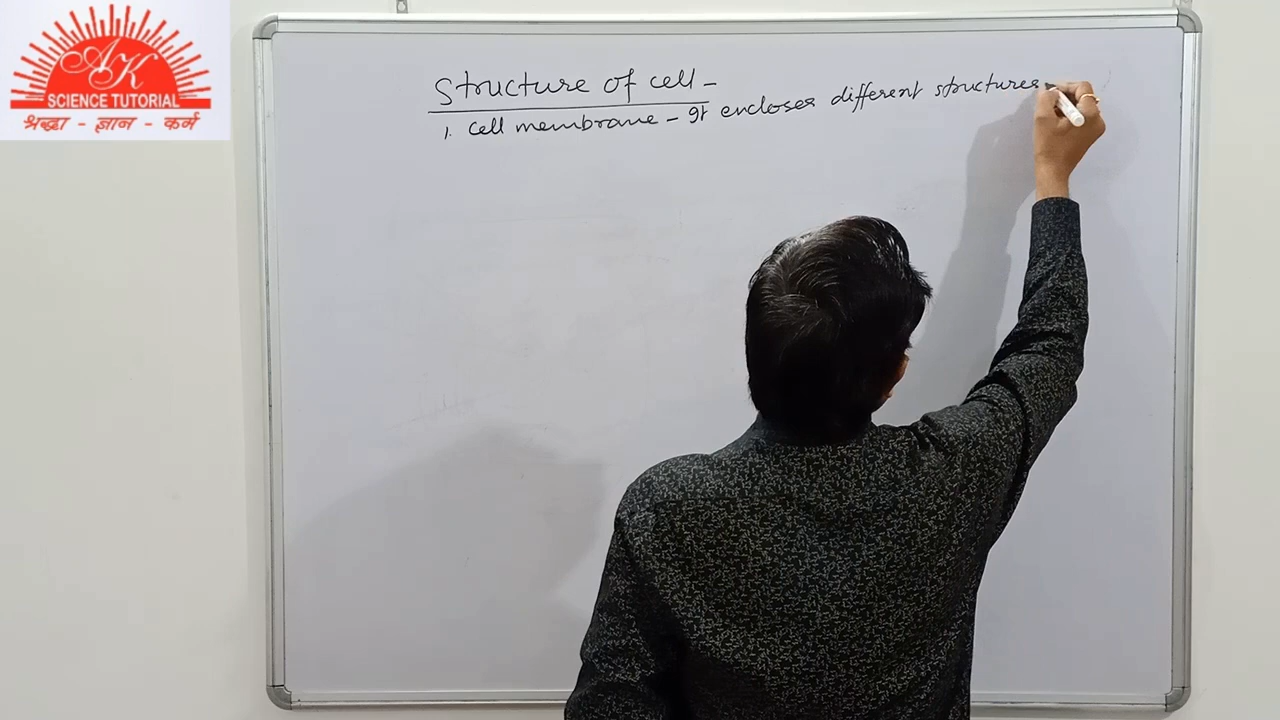 AK
SCIENCE TUTORIAL
श्रद्धा - ज्ञान - कर्म
Structure of cell -
1. Cell membrane - It encloses different structures